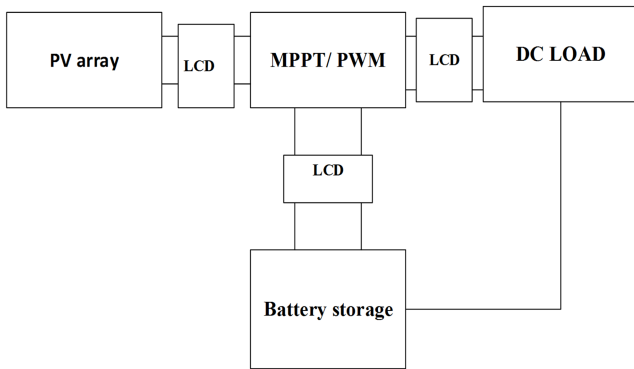 PV array
LCD
MPPT/ PWM
LCD
DC LOAD
LCD
Battery storage